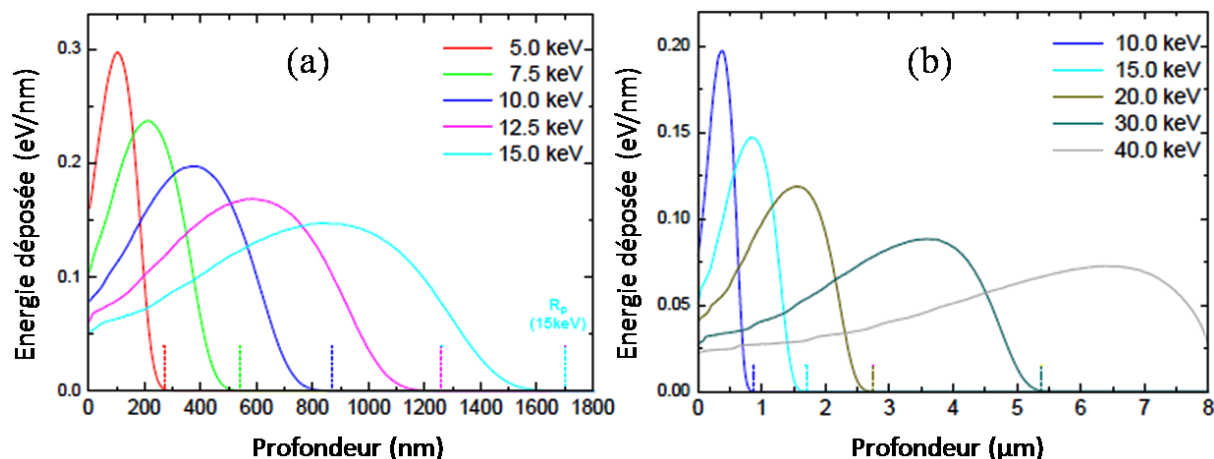 (a)
5.0 keV
7.5 keV
10.0 keV
12.5 keV
15.0 keV
Rp
(15keV)
Energie déposée (eV/nm)
0.3
0.2
0.1
0.0
0 200 400 600 800 1000 1200 1400 1600 1800
Profondeur (nm)
(b)
10.0 keV
15.0 keV
20.0 keV
30.0 keV
40.0 keV
Energie déposée (eV/nm)
0.20
0.15
0.10
0.05
0.00
0 1 2 3 4 5 6 7 8
Profondeur (µm)